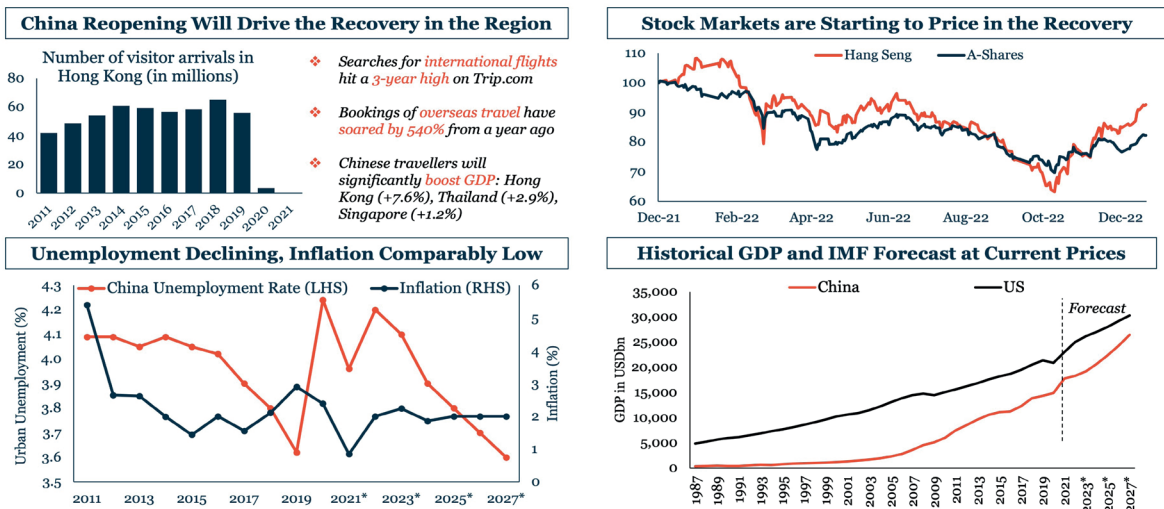 China Reopening Will Drive the Recovery in the Region
Number of visitor arrivals in
Hong Kong (in millions)
80
60
40
20
0
2011
2012
2013
2014
2015
2016
2017
2018
2019
2020
2021
❖ Searches for international flights
hit a 3-year high on Trip.com
❖ Bookings of overseas travel have
soared by 540% from a year ago
❖ Chinese travellers will
significantly boost GDP: Hong
Kong (+7.6%), Thailand (+2.9%),
Singapore (+1.2%)
Stock Markets are Starting to Price in the Recovery
Hang Seng
A-Shares
110
100
90
80
70
60
Dec-21
Feb-22
Apr-22
Jun-22
Aug-22
Oct-22
Dec-22
Unemployment Declining, Inflation Comparably Low
China Unemployment Rate (LHS)
Inflation (RHS)
Urban Unemployment (%)
4.3
4.2
4.1
4.0
3.9
3.8
3.7
3.6
3.5
6
5
4
3
2
1
0
Inflation (%)
2011
2013
2015
2017
2019
2021*
2023*
2025*
2027*
Historical GDP and IMF Forecast at Current Prices
China
US
Forecast
GDP in USDbn
35,000
30,000
25,000
20,000
15,000
10,000
5,000
0
1987
1989
1991
1993
1995
1997
1999
2001
2003
2005
2007
2009
2011
2013
2015
2017
2019
2021
2023*
2025*
2027*